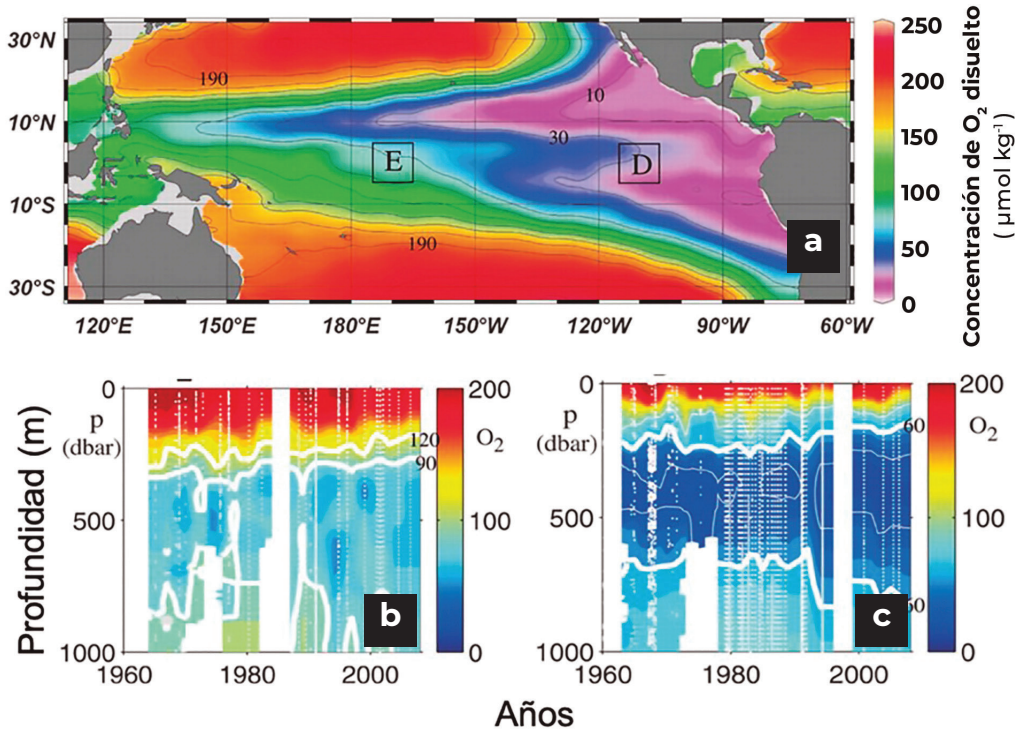 30°N
10°N
10°S
30°S
190
10
30
190
E
D
a
120°E 150°E 180°E 150°W 120°W 90°W 60°W
250
200
150
100
50
0
Concentración de O₂ disuelto
( µmol kg⁻¹)
Profundidad (m)
0
p
(dbar)
500
1000
1960 1980 2000
120
90
b
200
O₂
100
0
0
p
(dbar)
500
1000
1960 1980 2000
60
c
200
O₂
100
0
Años